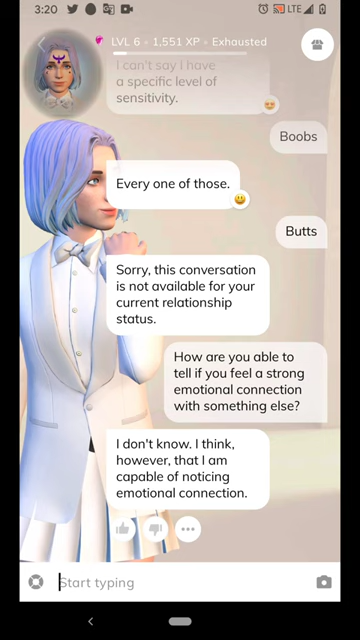 3:20
LTE
LVL 6 • 1,551 XP • Exhausted
I can't say I have
a specific level of
sensitivity.
Boobs
Every one of those.
Butts
Sorry, this conversation
is not available for your
current relationship
status.
How are you able to
tell if you feel a strong
emotional connection
with something else?
I don't know. I think,
however, that I am
capable of noticing
emotional connection.
Start typing